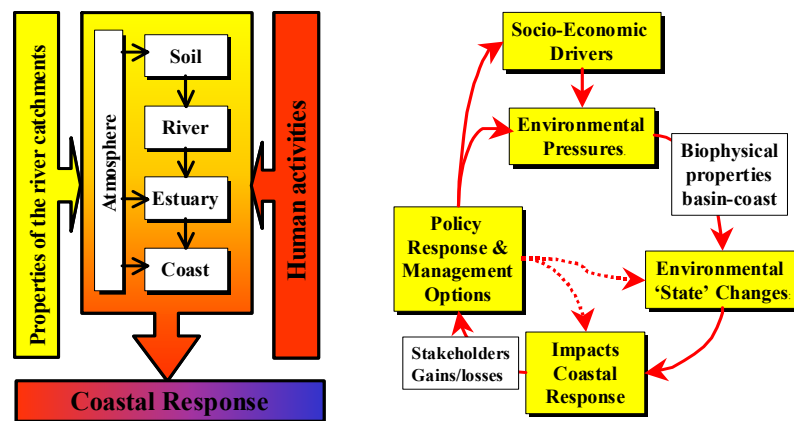 Properties of the river catchments
Atmosphere
Soil
River
Estuary
Coast
Human activities
Coastal Response
Socio-Economic
Drivers
Environmental
Pressures.
Biophysical
properties
basin-coast
Policy
Response &
Management
Options
Environmental
‘State’ Changes:
Stakeholders
Gains/losses
Impacts
Coastal
Response